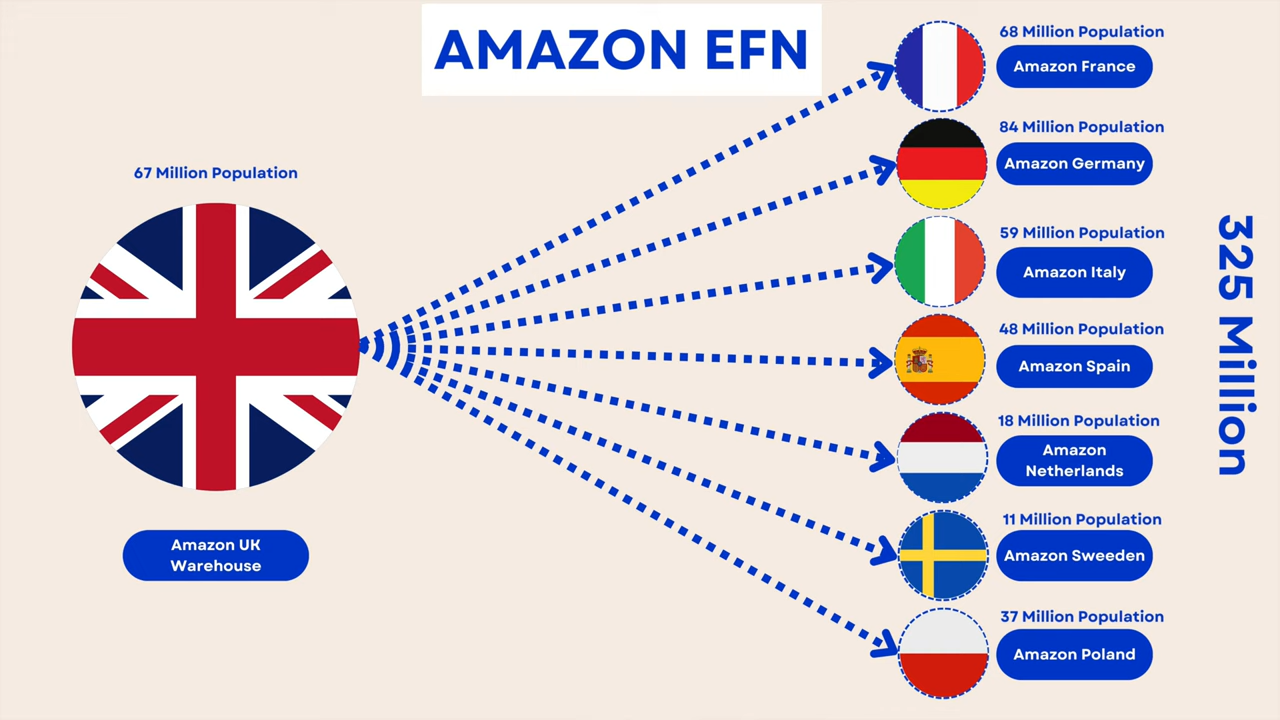 AMAZON EFN
67 Million Population
Amazon UK
Warehouse
68 Million Population
Amazon France
84 Million Population
Amazon Germany
59 Million Population
Amazon Italy
48 Million Population
Amazon Spain
18 Million Population
Amazon
Netherlands
11 Million Population
Amazon Sweeden
37 Million Population
Amazon Poland
325 Million